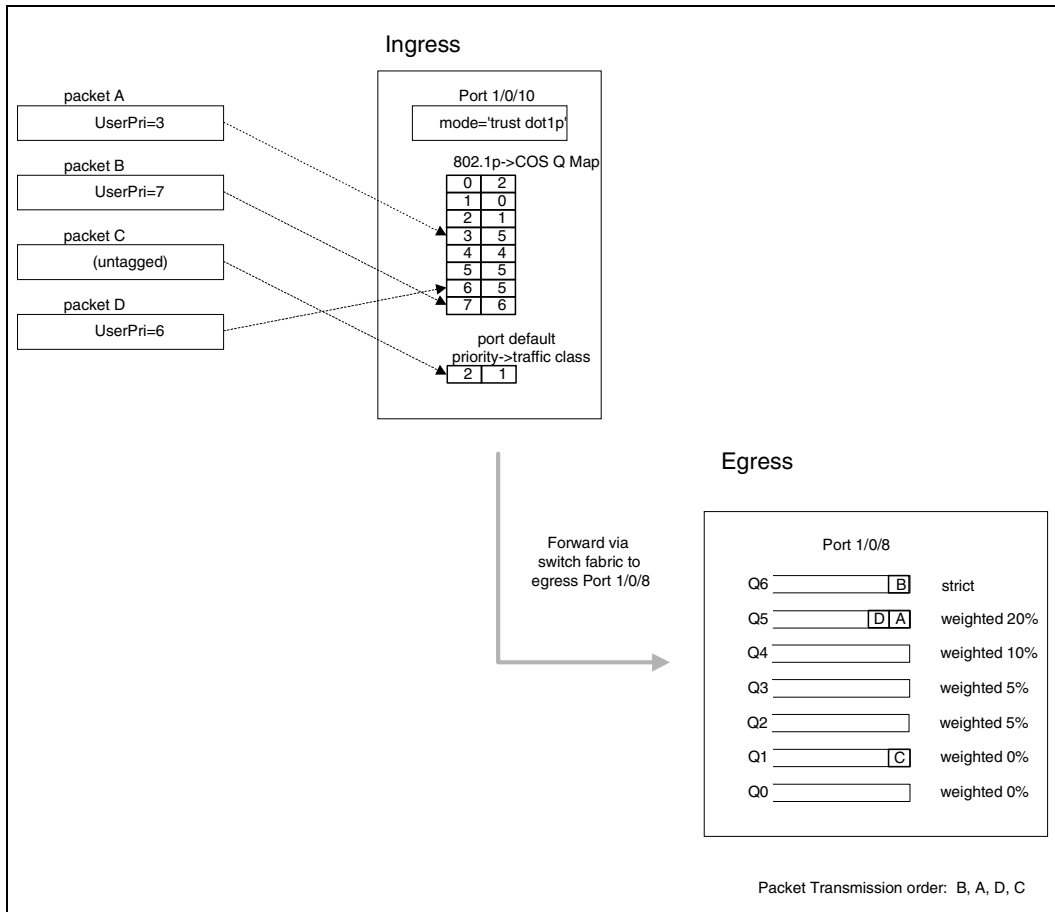 Ingress
packet A
UserPri=3
packet B
UserPri=7
packet C
(untagged)
packet D
UserPri=6
Port 1/0/10
mode='trust dot1p'
802.1p->COS Q Map
0 2
1 0
2 1
3 5
4 4
5 5
6 5
7 6
port default
priority->traffic class
2 1
Forward via
switch fabric to
egress Port 1/0/8
Egress
Port 1/0/8
Q6 B strict
Q5 D A weighted 20%
Q4 weighted 10%
Q3 weighted 5%
Q2 weighted 5%
Q1 C weighted 0%
Q0 weighted 0%
Packet Transmission order: B, A, D, C